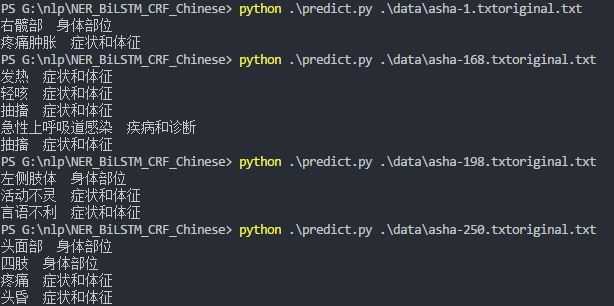 PS G:\nlp\NER_BiLSTM_CRF_Chinese> python .\predict.py .\data\asha-1.txtoriginal.txt
右髋部 身体部位
疼痛肿胀 症状和体征
PS G:\nlp\NER_BiLSTM_CRF_Chinese> python .\predict.py .\data\asha-168.txtoriginal.txt
发热 症状和体征
轻咳 症状和体征
抽搐 症状和体征
急性上呼吸道感染 疾病和诊断
抽搐 症状和体征
PS G:\nlp\NER_BiLSTM_CRF_Chinese> python .\predict.py .\data\asha-198.txtoriginal.txt
左侧肢体 身体部位
活动不灵 症状和体征
言语不利 症状和体征
PS G:\nlp\NER_BiLSTM_CRF_Chinese> python .\predict.py .\data\asha-250.txtoriginal.txt
头面部 身体部位
四肢 身体部位
疼痛 症状和体征
头昏 症状和体征